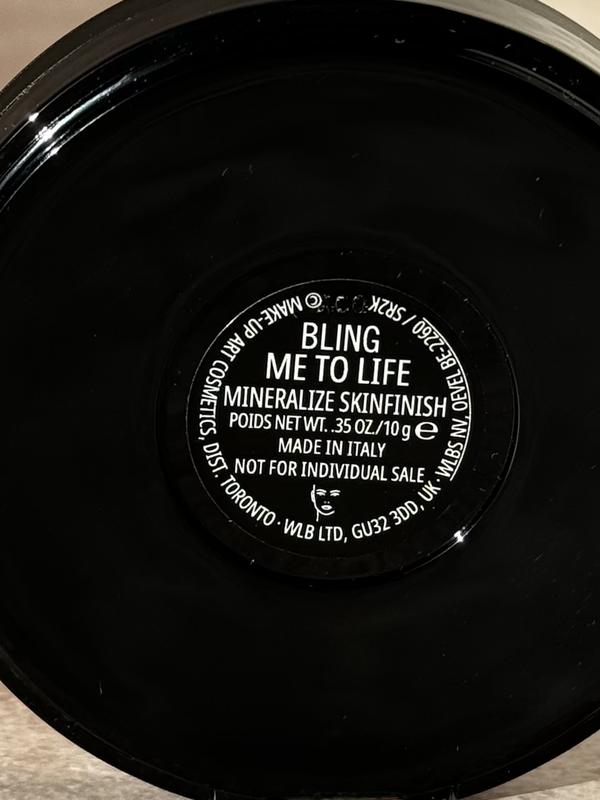 BLING
ME TO LIFE
MINERALIZE SKINFINISH
POIDS NET WT. .35 OZ./10 g ℮
MADE IN ITALY
NOT FOR INDIVIDUAL SALE
© MAKE-UP ART COSMETICS, DIST. TORONTO · WLB LTD, GU32 3DD, UK · WLBS NV. OEVEL BE-2260 / SR2K